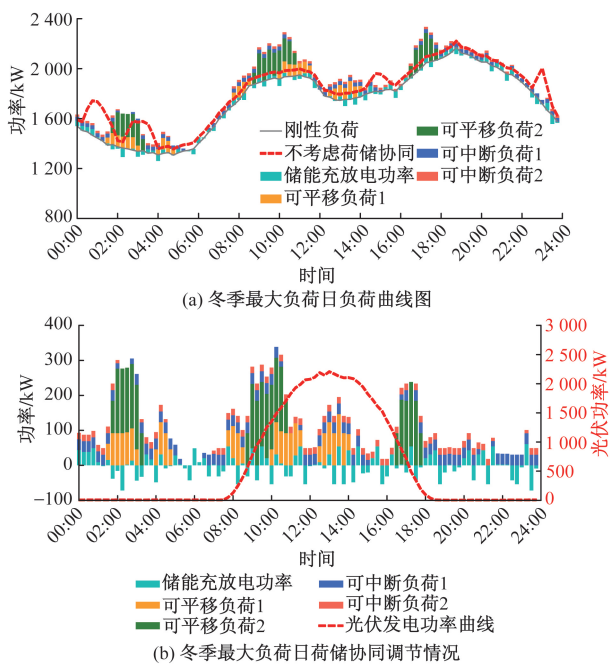 2 400
2 000
1 600
1 200
800
功率/kW
刚性负荷
不考虑荷储协同
储能充放电功率
可平移负荷1
可平移负荷2
可中断负荷1
可中断负荷2
00:00 02:00 04:00 06:00 08:00 10:00 12:00 14:00 16:00 18:00 20:00 22:00 24:00
时间
(a) 冬季最大负荷日负荷曲线图
400
300
200
100
0
−100
功率/kW
3 000
2 500
2 000
1 500
1 000
500
0
光伏功率/kW
00:00 02:00 04:00 06:00 08:00 10:00 12:00 14:00 16:00 18:00 20:00 22:00 24:00
时间
储能充放电功率
可平移负荷1
可平移负荷2
可中断负荷1
可中断负荷2
光伏发电功率曲线
(b) 冬季最大负荷日荷储协同调节情况